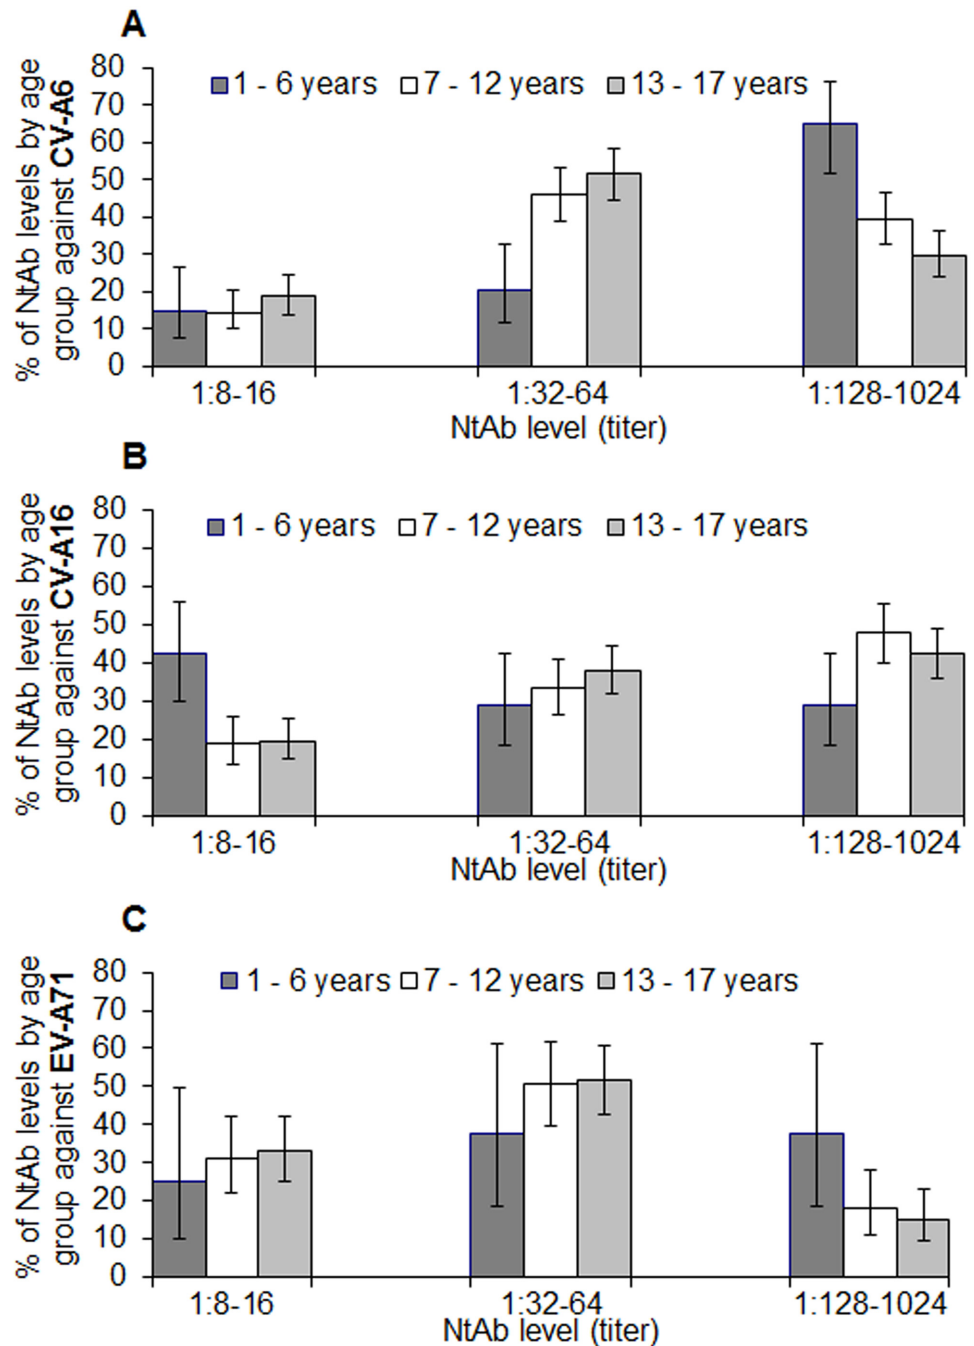 A
% of NtAb levels by age
group against CV-A6
80
70
60
50
40
30
20
10
0
1 - 6 years 7 - 12 years 13 - 17 years
1:8-16 1:32-64 1:128-1024
NtAb level (titer)
B
% of NtAb levels by age
group against CV-A16
80
70
60
50
40
30
20
10
0
1 - 6 years 7 - 12 years 13 - 17 years
1:8-16 1:32-64 1:128-1024
NtAb level (titer)
C
% of NtAb levels by age
group against EV-A71
80
70
60
50
40
30
20
10
0
1 - 6 years 7 - 12 years 13 - 17 years
1:8-16 1:32-64 1:128-1024
NtAb level (titer)